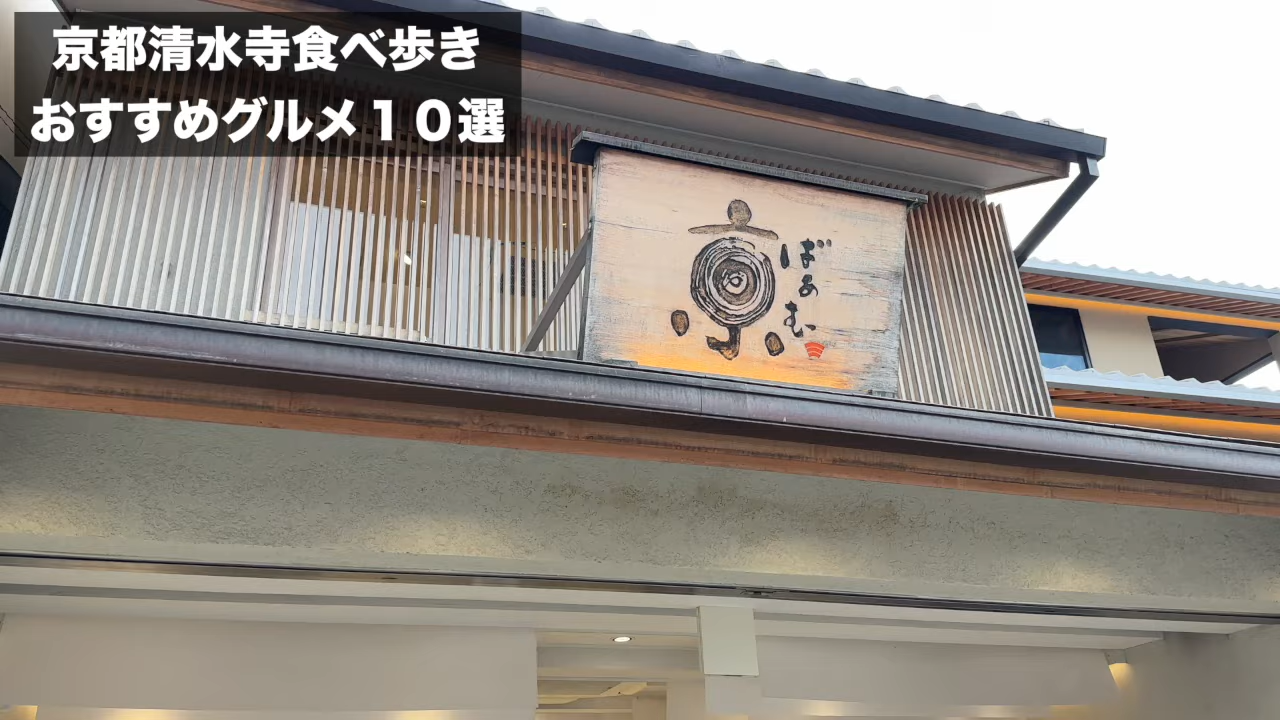 京都清水寺食べ歩き
おすすめグルメ１０選
京
ばあむ